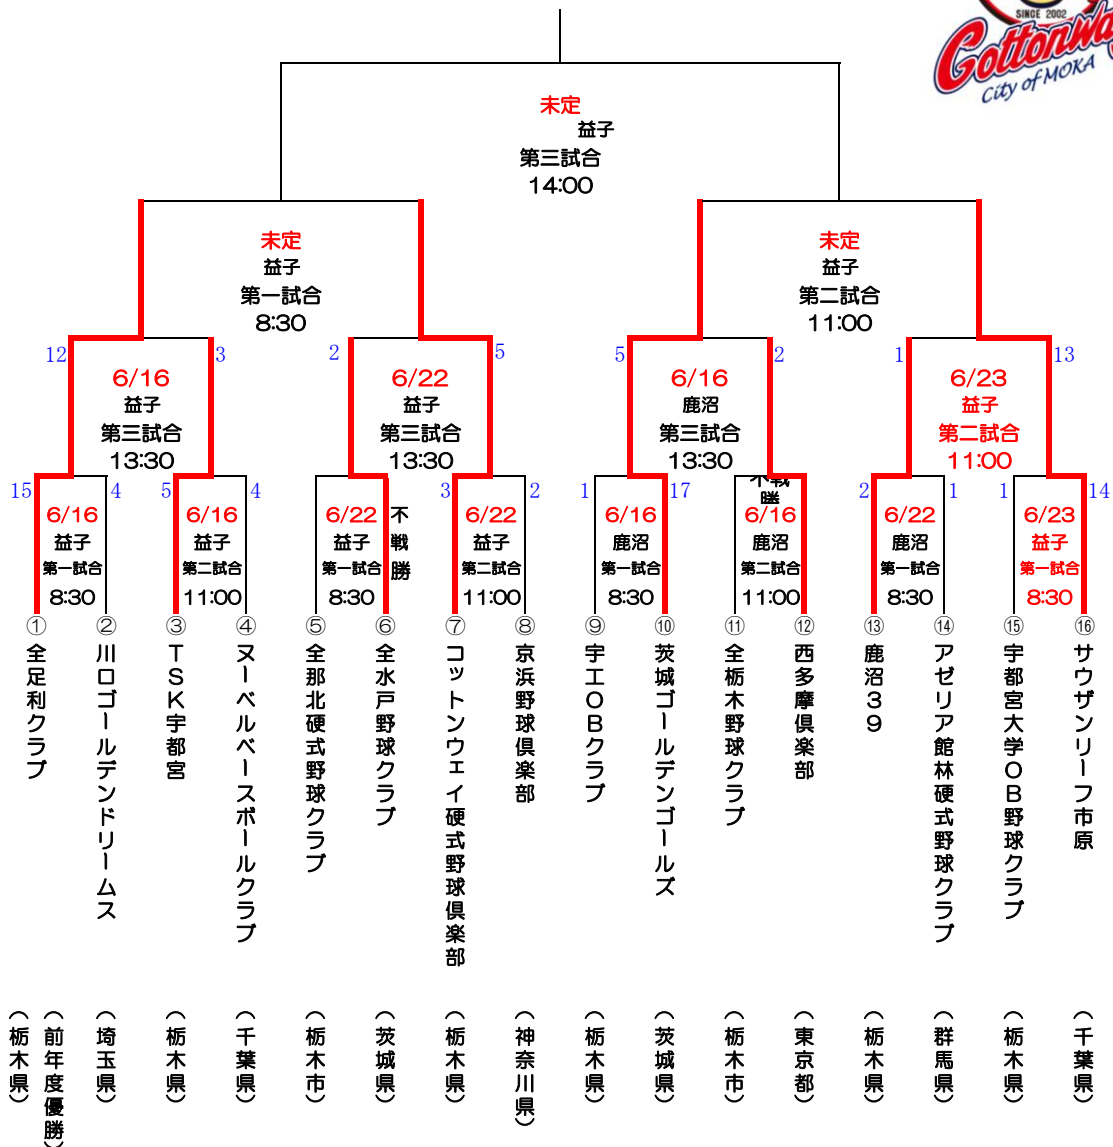 SINCE 2002
Cottonway
City of MOKA
未定
益子
第三試合
14:00
未定
益子
第一試合
8:30
未定
益子
第二試合
11:00
12
3
2
5
5
2
1
13
6/16
益子
第三試合
13:30
6/22
益子
第三試合
13:30
6/16
鹿沼
第三試合
13:30
6/23
益子
第二試合
11:00
15
4
5
4
3
2
1
17
2
1
1
14
6/16
益子
第一試合
8:30
6/16
益子
第二試合
11:00
6/22
益子
第一試合
8:30
不戦勝
6/22
益子
第二試合
11:00
6/16
鹿沼
第一試合
8:30
不戦勝
6/16
鹿沼
第二試合
11:00
6/22
鹿沼
第一試合
8:30
6/23
益子
第一試合
8:30
①全足利クラブ
②川口ゴールデンドリームス
③TSK宇都宮
④ヌーベルベースボールクラブ
⑤全那北硬式野球クラブ
⑥全水戸野球クラブ
⑦コットンウェイ硬式野球倶楽部
⑧京浜野球倶楽部
⑨宇工OBクラブ
⑩茨城ゴールデンゴールズ
⑪全栃木野球クラブ
⑫西多摩倶楽部
⑬鹿沼39
⑭アゼリア館林硬式野球クラブ
⑮宇都宮大学OB野球クラブ
⑯サウザンリーフ市原
(前年度優勝)
(栃木県)
(埼玉県)
(栃木県)
(千葉県)
(栃木市)
(茨城県)
(栃木県)
(神奈川県)
(栃木県)
(茨城県)
(栃木市)
(東京都)
(栃木県)
(群馬県)
(栃木県)
(千葉県)